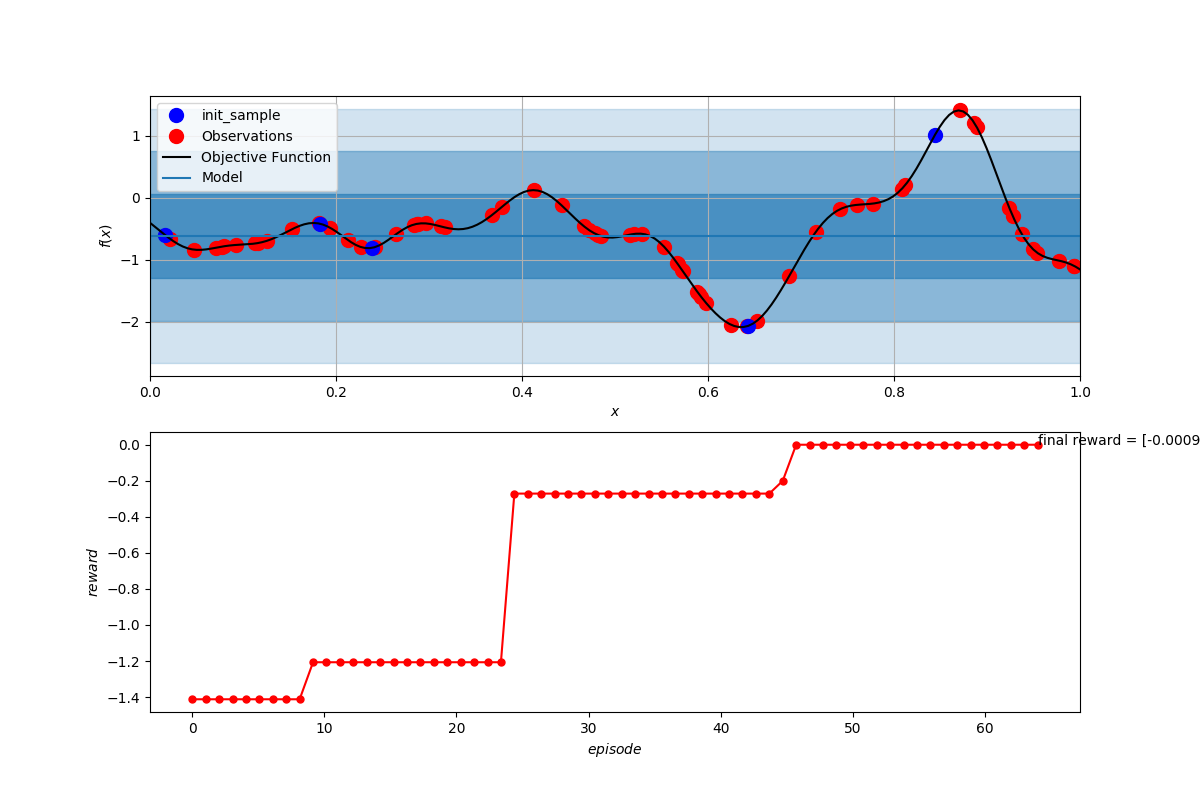 init_sample
Observations
Objective Function
Model
1
0
−1
−2
f(x)
0.0 0.2 0.4 0.6 0.8 1.0
x
0.0
−0.2
−0.4
−0.6
−0.8
−1.0
−1.2
−1.4
reward
final reward = [-0.0009
0 10 20 30 40 50 60
episode